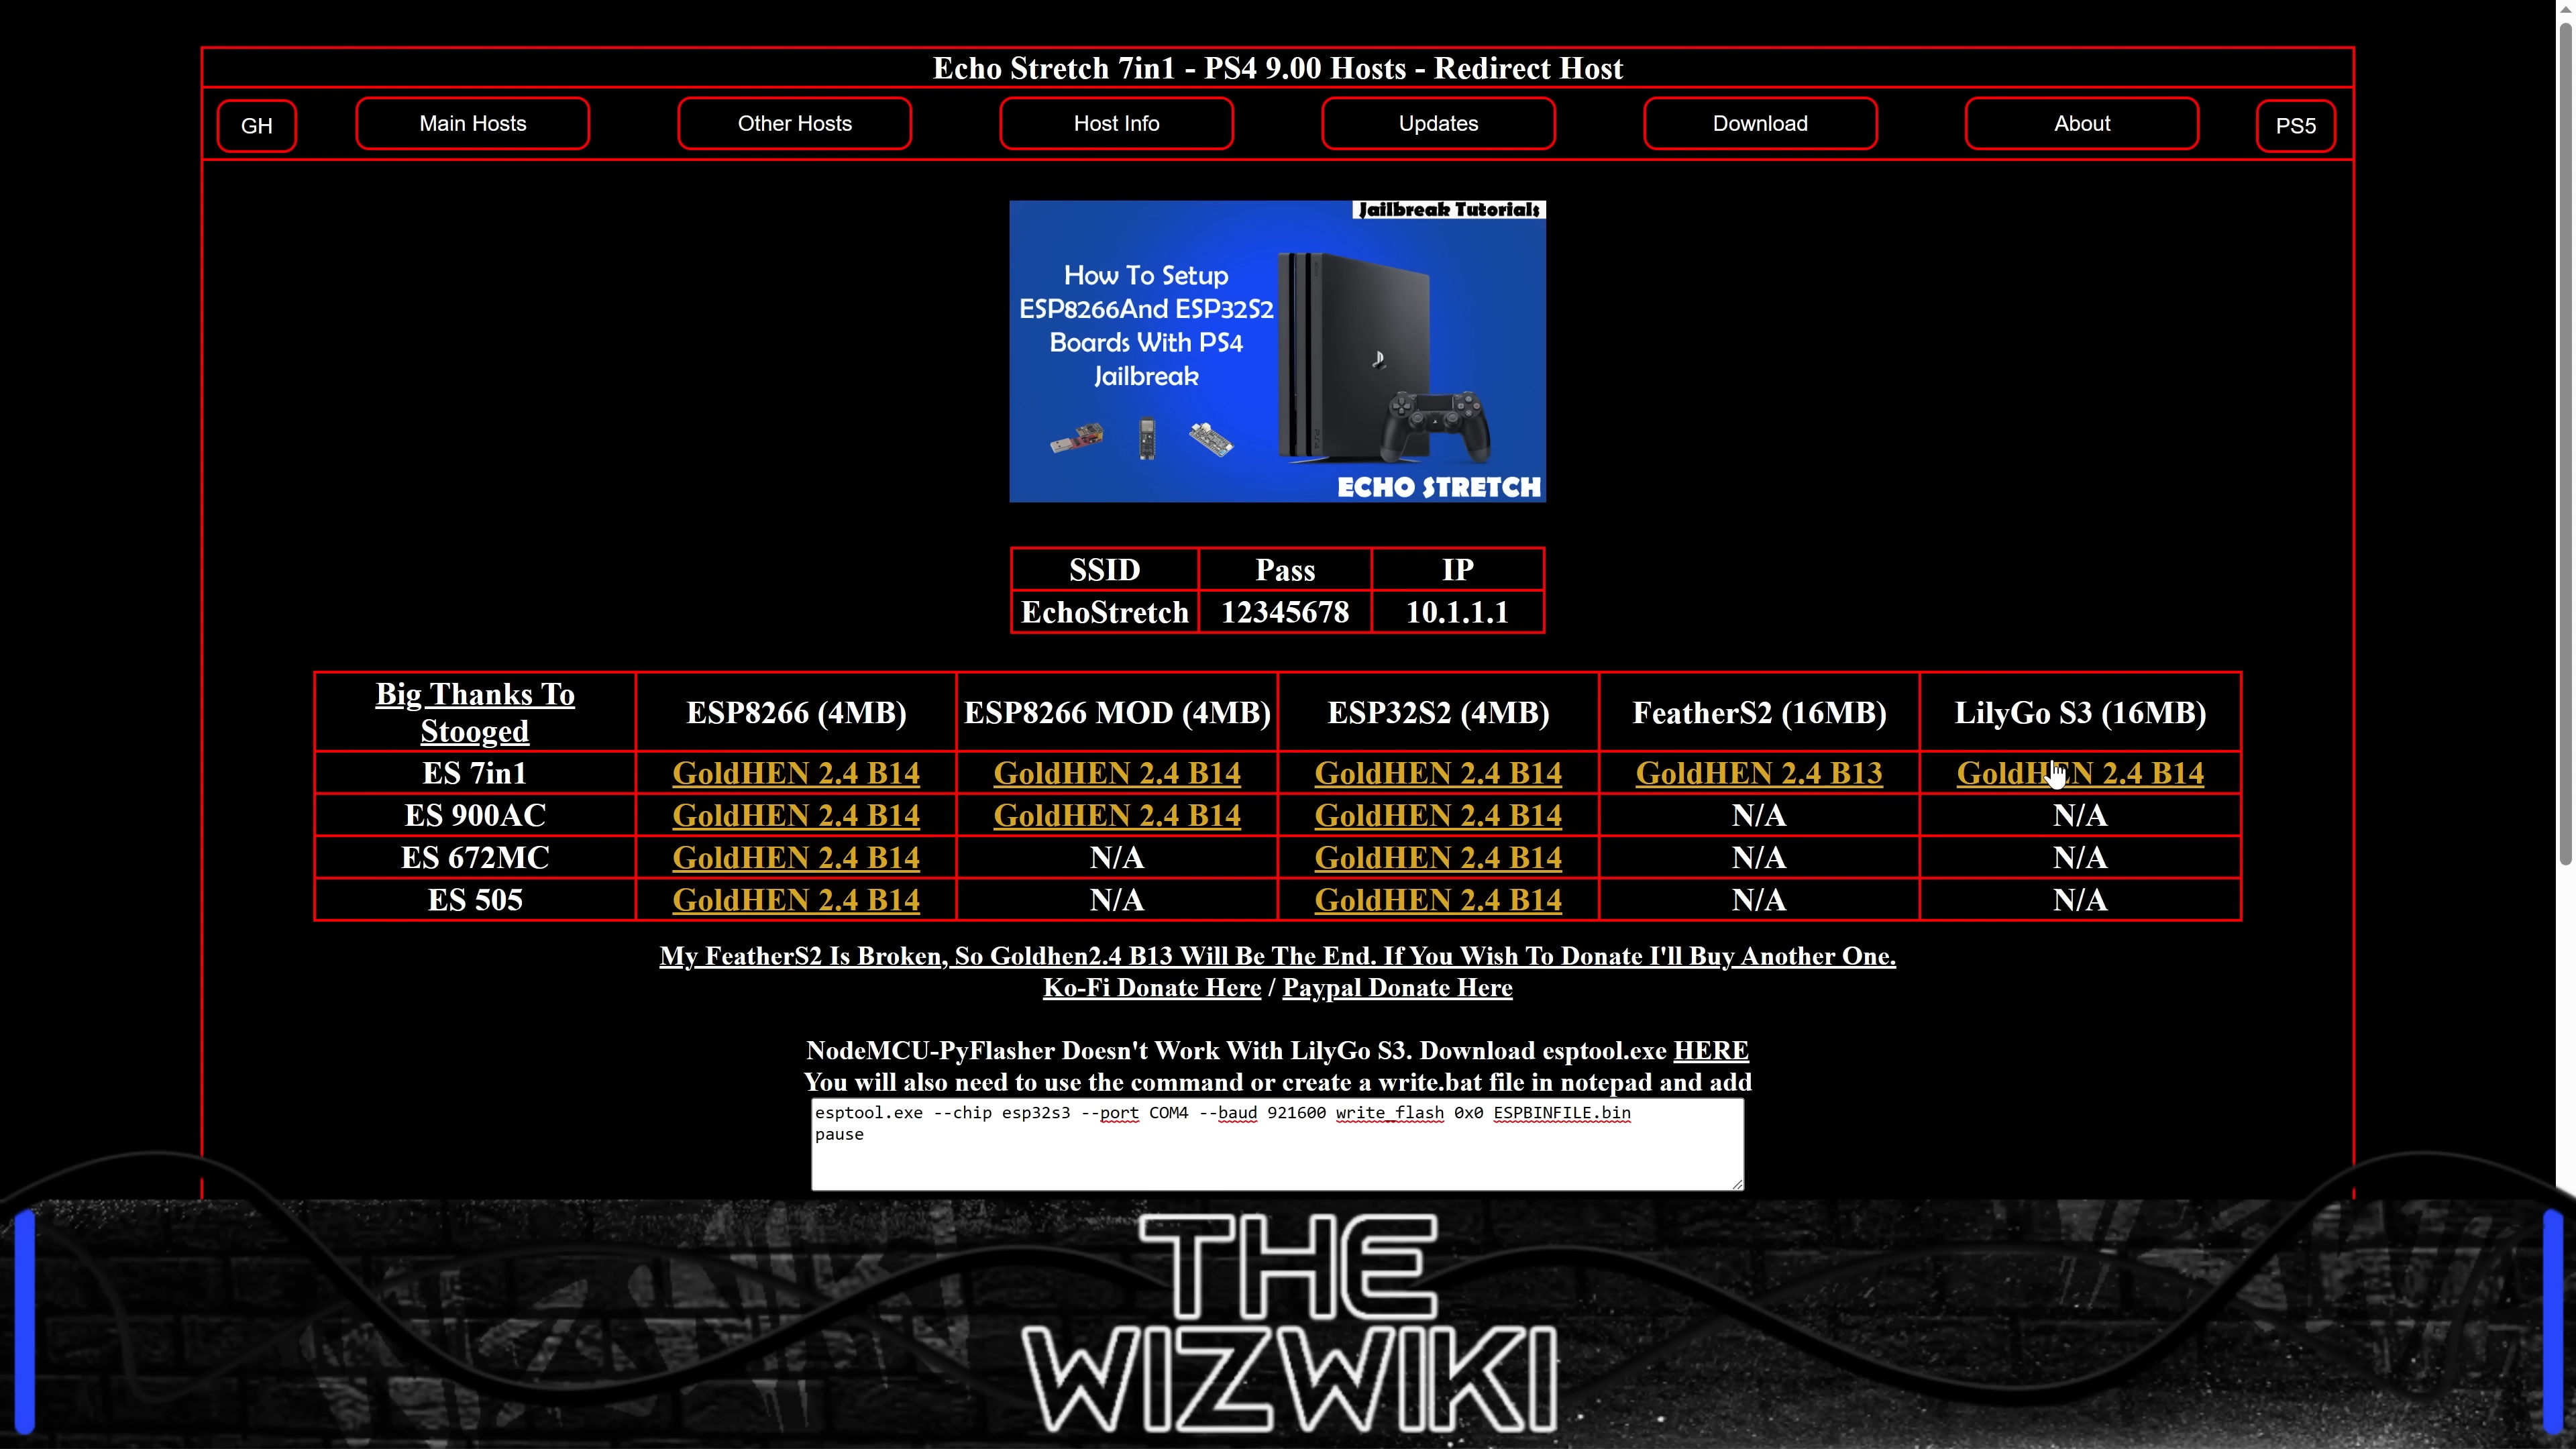 Echo Stretch 7in1 - PS4 9.00 Hosts - Redirect Host
GH
Main Hosts
Other Hosts
Host Info
Updates
Download
About
PS5
Jailbreak Tutorials
How To Setup
ESP8266And ESP32S2
Boards With PS4
Jailbreak
ECHO STRETCH
SSID Pass IP
EchoStretch 12345678 10.1.1.1
Big Thanks To
Stooged
ESP8266 (4MB) ESP8266 MOD (4MB) ESP32S2 (4MB) FeatherS2 (16MB) LilyGo S3 (16MB)
ES 7in1 GoldHEN 2.4 B14 GoldHEN 2.4 B14 GoldHEN 2.4 B14 GoldHEN 2.4 B13 GoldHEN 2.4 B14
ES 900AC GoldHEN 2.4 B14 GoldHEN 2.4 B14 GoldHEN 2.4 B14 N/A N/A
ES 672MC GoldHEN 2.4 B14 N/A GoldHEN 2.4 B14 N/A N/A
ES 505 GoldHEN 2.4 B14 N/A GoldHEN 2.4 B14 N/A N/A
My FeatherS2 Is Broken, So Goldhen2.4 B13 Will Be The End. If You Wish To Donate I'll Buy Another One.
Ko-Fi Donate Here / Paypal Donate Here
NodeMCU-PyFlasher Doesn't Work With LilyGo S3. Download esptool.exe HERE
You will also need to use the command or create a write.bat file in notepad and add
esptool.exe --chip esp32s3 --port COM4 --baud 921600 write_flash 0x0 ESPBINFILE.bin
pause
THE
WIZWIKI